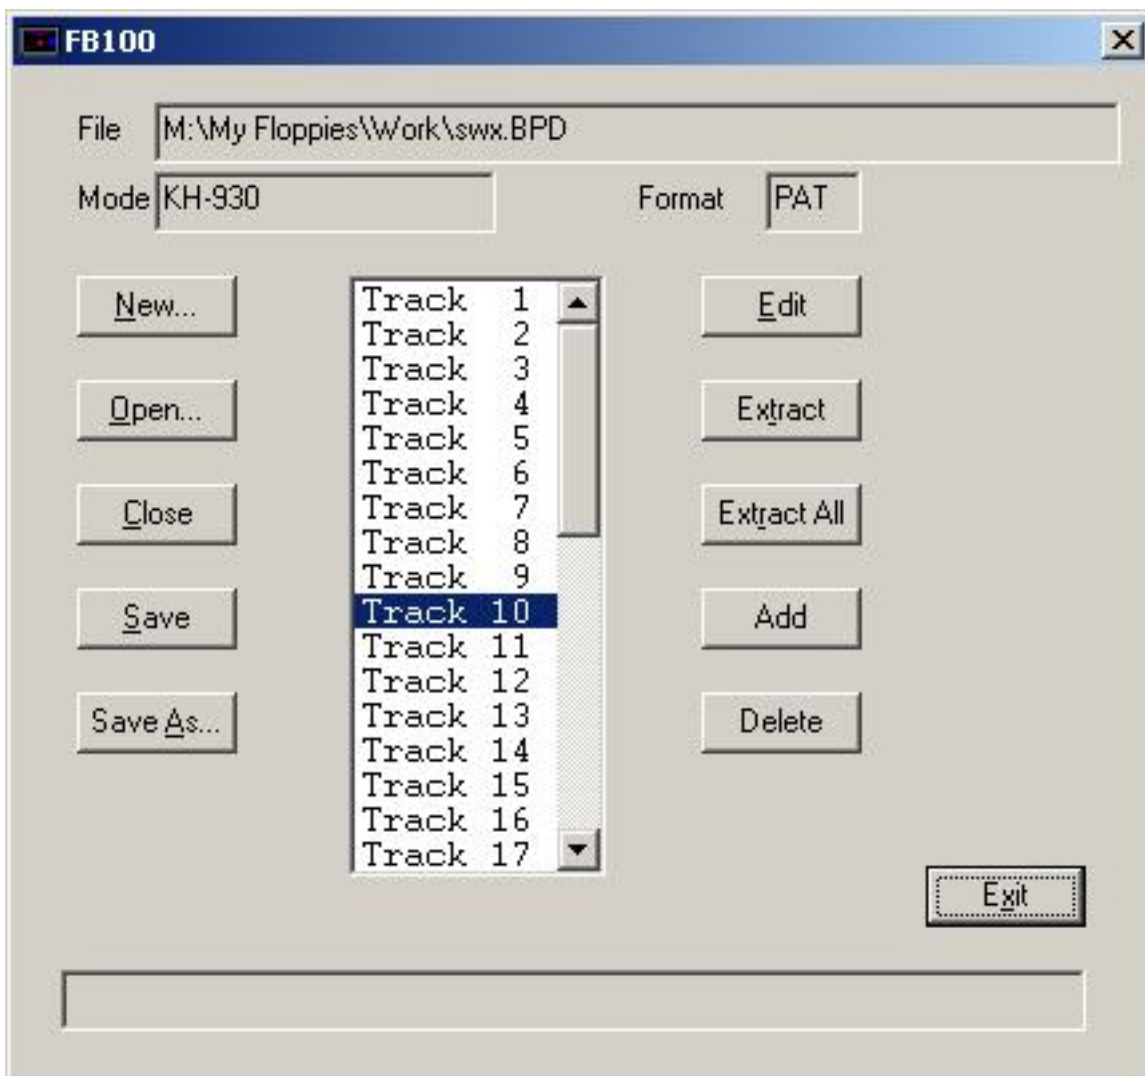 FB100
File M:\My Floppies\Work\swx.BPD
Mode KH-930 Format PAT
New...
Open...
Close
Save
Save As...
Track 1
Track 2
Track 3
Track 4
Track 5
Track 6
Track 7
Track 8
Track 9
Track 10
Track 11
Track 12
Track 13
Track 14
Track 15
Track 16
Track 17
Edit
Extract
Extract All
Add
Delete
Exit